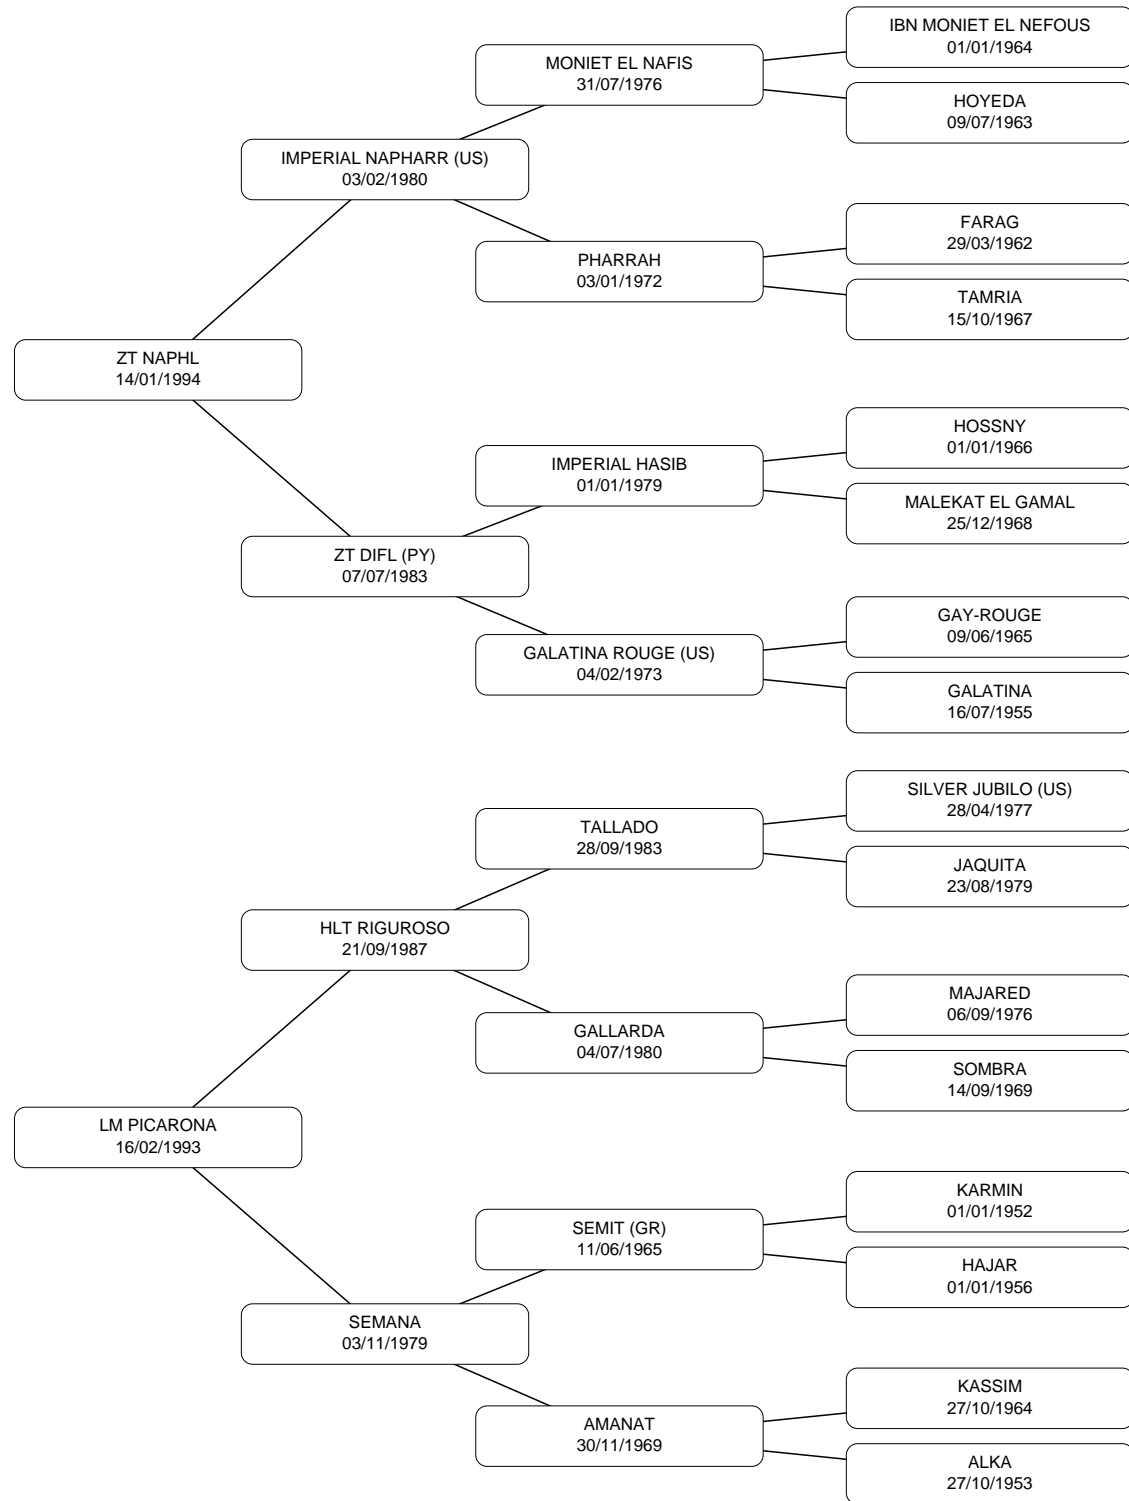 IBN MONIET EL NEFOUS
01/01/1964
MONIET EL NAFIS
31/07/1976
HOYEDA
09/07/1963
IMPERIAL NAPHARR (US)
03/02/1980
FARAG
29/03/1962
PHARRAH
03/01/1972
TAMRIA
15/10/1967
ZT NAPHL
14/01/1994
HOSSNY
01/01/1966
IMPERIAL HASIB
01/01/1979
MALEKAT EL GAMAL
25/12/1968
ZT DIFL (PY)
07/07/1983
GAY-ROUGE
09/06/1965
GALATINA ROUGE (US)
04/02/1973
GALATINA
16/07/1955
SILVER JUBILO (US)
28/04/1977
TALLADO
28/09/1983
JAQUITA
23/08/1979
HLT RIGUROSO
21/09/1987
MAJARED
06/09/1976
GALLARDA
04/07/1980
SOMBRA
14/09/1969
LM PICARONA
16/02/1993
KARMIN
01/01/1952
SEMIT (GR)
11/06/1965
HAJAR
01/01/1956
SEMANA
03/11/1979
KASSIM
27/10/1964
AMANAT
30/11/1969
ALKA
27/10/1953